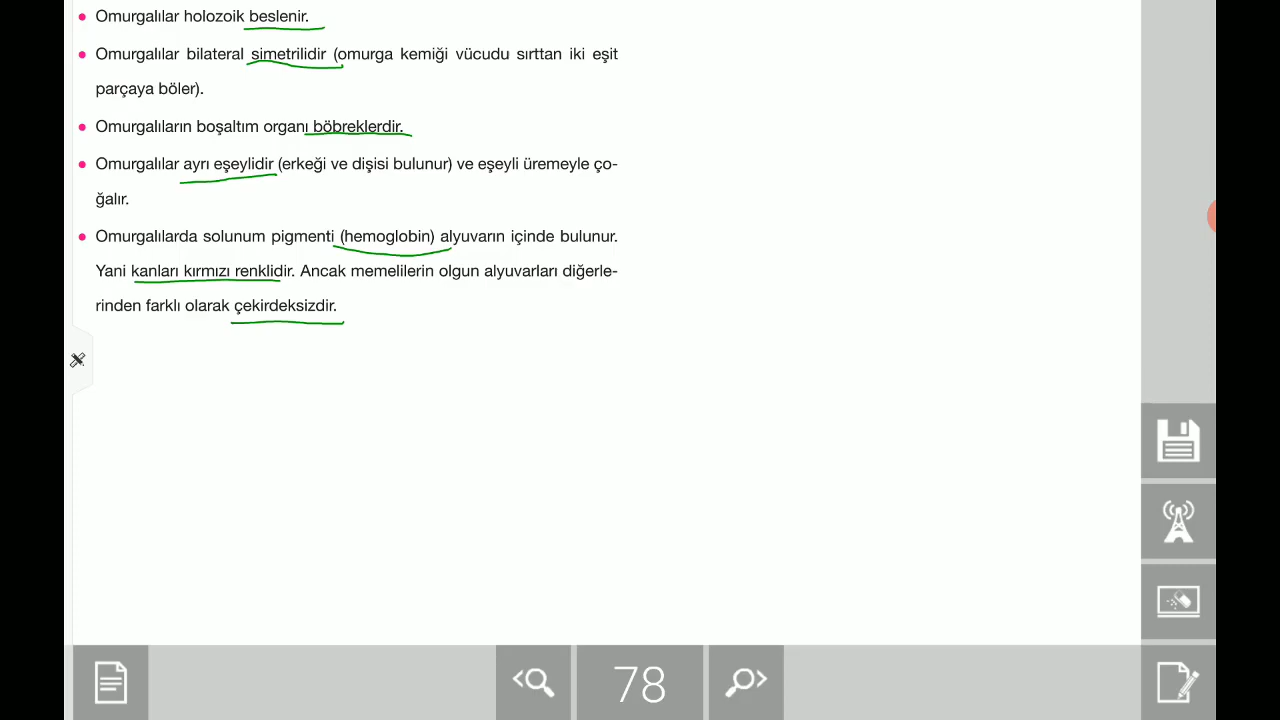 Omurgalılar holozoik beslenir.
Omurgalılar bilateral simetrilidir (omurga kemiği vücudu sırttan iki eşit
parçaya böler).
Omurgalıların boşaltım organı böbreklerdir.
Omurgalılar ayrı eşeylidir (erkeği ve dişisi bulunur) ve eşeyli üremeyle ço-
ğalır.
Omurgalılarda solunum pigmenti (hemoglobin) alyuvarın içinde bulunur.
Yani kanları kırmızı renklidir. Ancak memelilerin olgun alyuvarları diğerle-
rinden farklı olarak çekirdeksizdir.
78